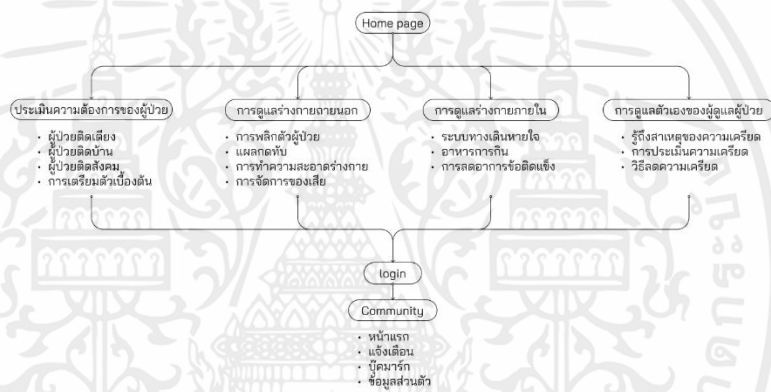 Home page
ประเมินความต้องการของผู้ป่วย
• ผู้ป่วยติดเตียง
• ผู้ป่วยติดบ้าน
• ผู้ป่วยติดสังคม
• การเตรียมตัวเบื้องต้น
การดูแลร่างกายภายนอก
• การพลิกตัวผู้ป่วย
• แผลกดทับ
• การทำความสะอาดร่างกาย
• การจัดการของเสีย
การดูแลร่างกายภายใน
• ระบบทางเดินหายใจ
• อาหารการกิน
• การลดอาการข้อติดแข็ง
การดูแลตัวเองของผู้ดูแลผู้ป่วย
• รู้ถึงสาเหตุของความเครียด
• การประเมินความเครียด
• วิธีลดความเครียด
login
Community
• หน้าแรก
• แจ้งเตือน
• บุ๊คมาร์ก
• ข้อมูลส่วนตัว